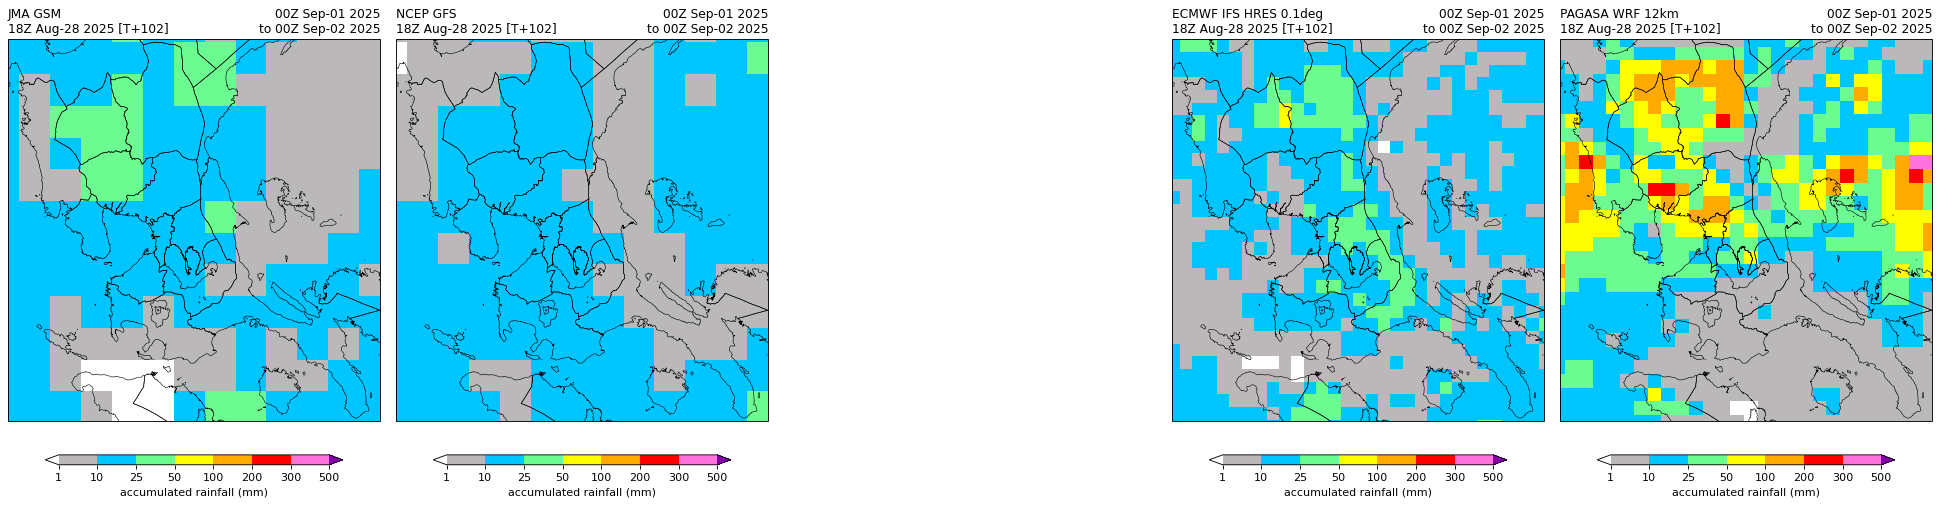 JMA GSM
00Z Sep-01 2025
18Z Aug-28 2025 [T+102]
to 00Z Sep-02 2025
NCEP GFS
00Z Sep-01 2025
18Z Aug-28 2025 [T+102]
to 00Z Sep-02 2025
ECMWF IFS HRES 0.1deg
00Z Sep-01 2025
18Z Aug-28 2025 [T+102]
to 00Z Sep-02 2025
PAGASA WRF 12km
00Z Sep-01 2025
18Z Aug-28 2025 [T+102]
to 00Z Sep-02 2025
1 10 25 50 100 200 300 500
accumulated rainfall (mm)
1 10 25 50 100 200 300 500
accumulated rainfall (mm)
1 10 25 50 100 200 300 500
accumulated rainfall (mm)
1 10 25 50 100 200 300 500
accumulated rainfall (mm)